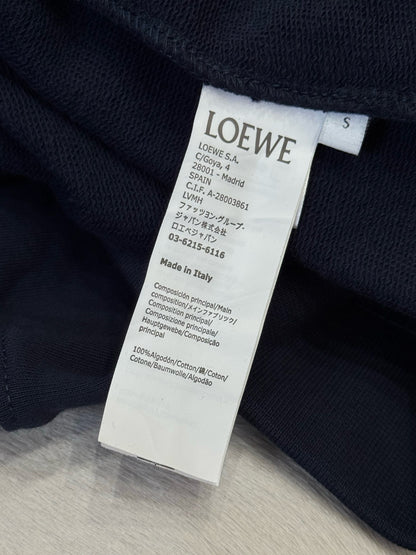 LOEWE
S
LOEWE S.A.
C/Goya, 4
28001 - Madrid
SPAIN
C.I.F. A-28003861
LVMH
ファッツヨン・グループ・
ジャパン株式会社
ロエベジャパン
03-6215-6116
Made in Italy
Composición principal/Main
composition/メインファブリック/
Composition principal/
Composizione principale/
Hauptgewebe/Composição
principal
100%Algodón/Cotton/綿/Coton/
Cotone/Baumwolle/Algodão